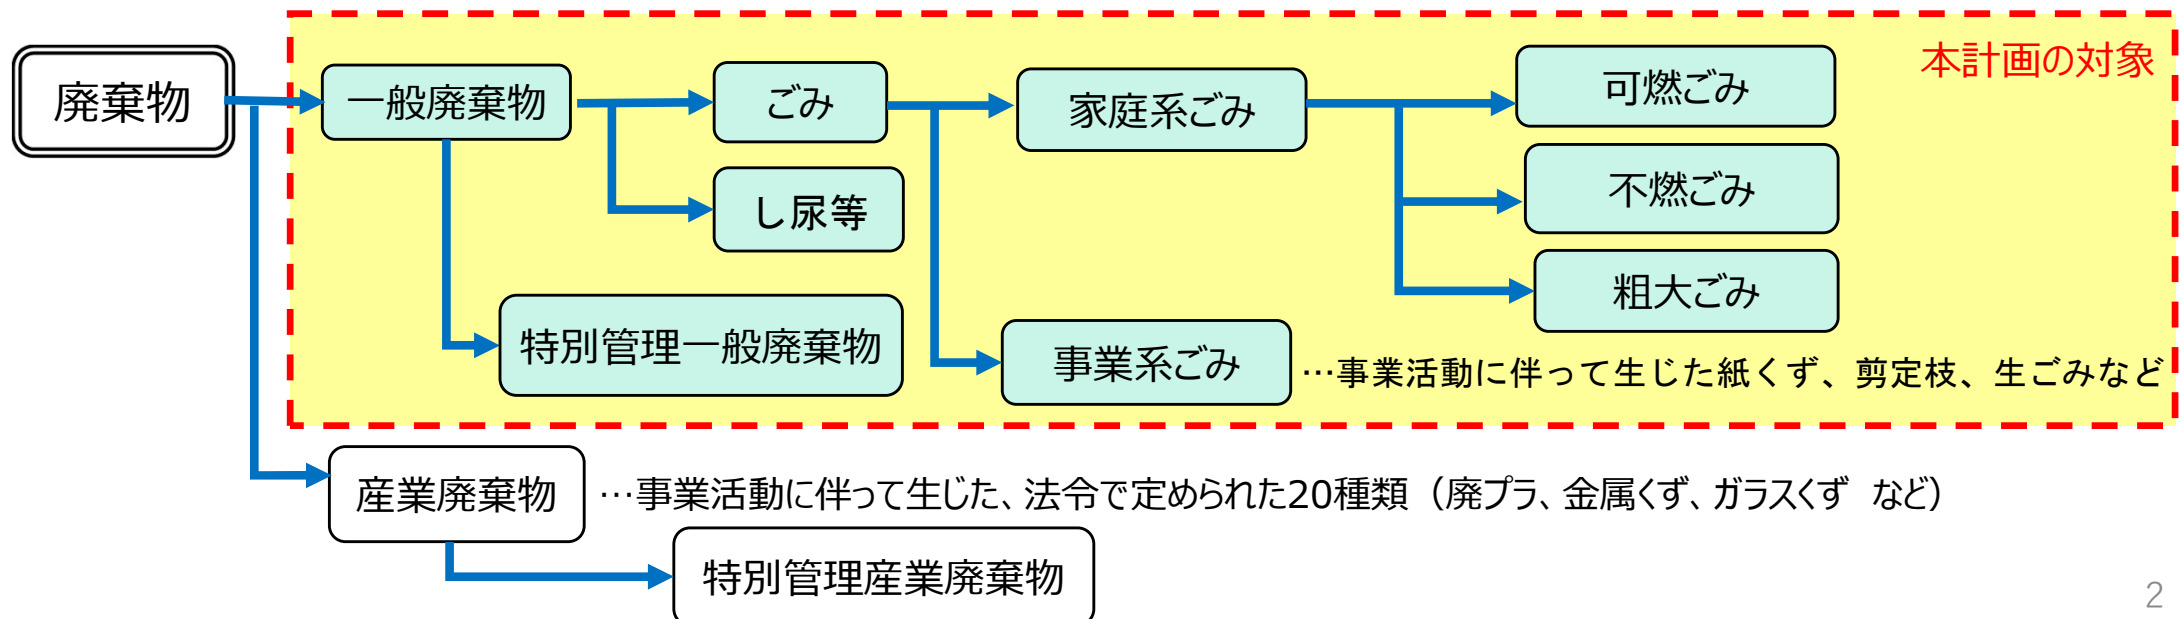 本計画の対象
廃棄物
一般廃棄物
ごみ
家庭系ごみ
可燃ごみ
不燃ごみ
し尿等
粗大ごみ
特別管理一般廃棄物
事業系ごみ
…事業活動に伴って生じた紙くず、剪定枝、生ごみなど
産業廃棄物
…事業活動に伴って生じた、法令で定められた20種類（廃プラ、金属くず、ガラスくず　など）
特別管理産業廃棄物
2